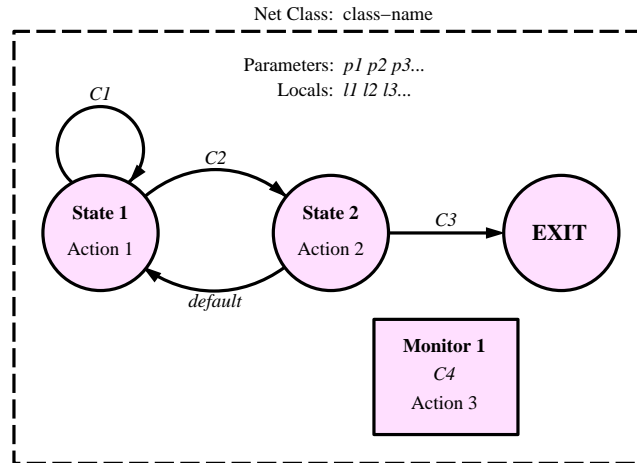 Net Class: class−name
Parameters: p1 p2 p3...
Locals: l1 l2 l3...
C1
C2
State 1
Action 1
State 2
Action 2
C3
EXIT
default
Monitor 1
C4
Action 3